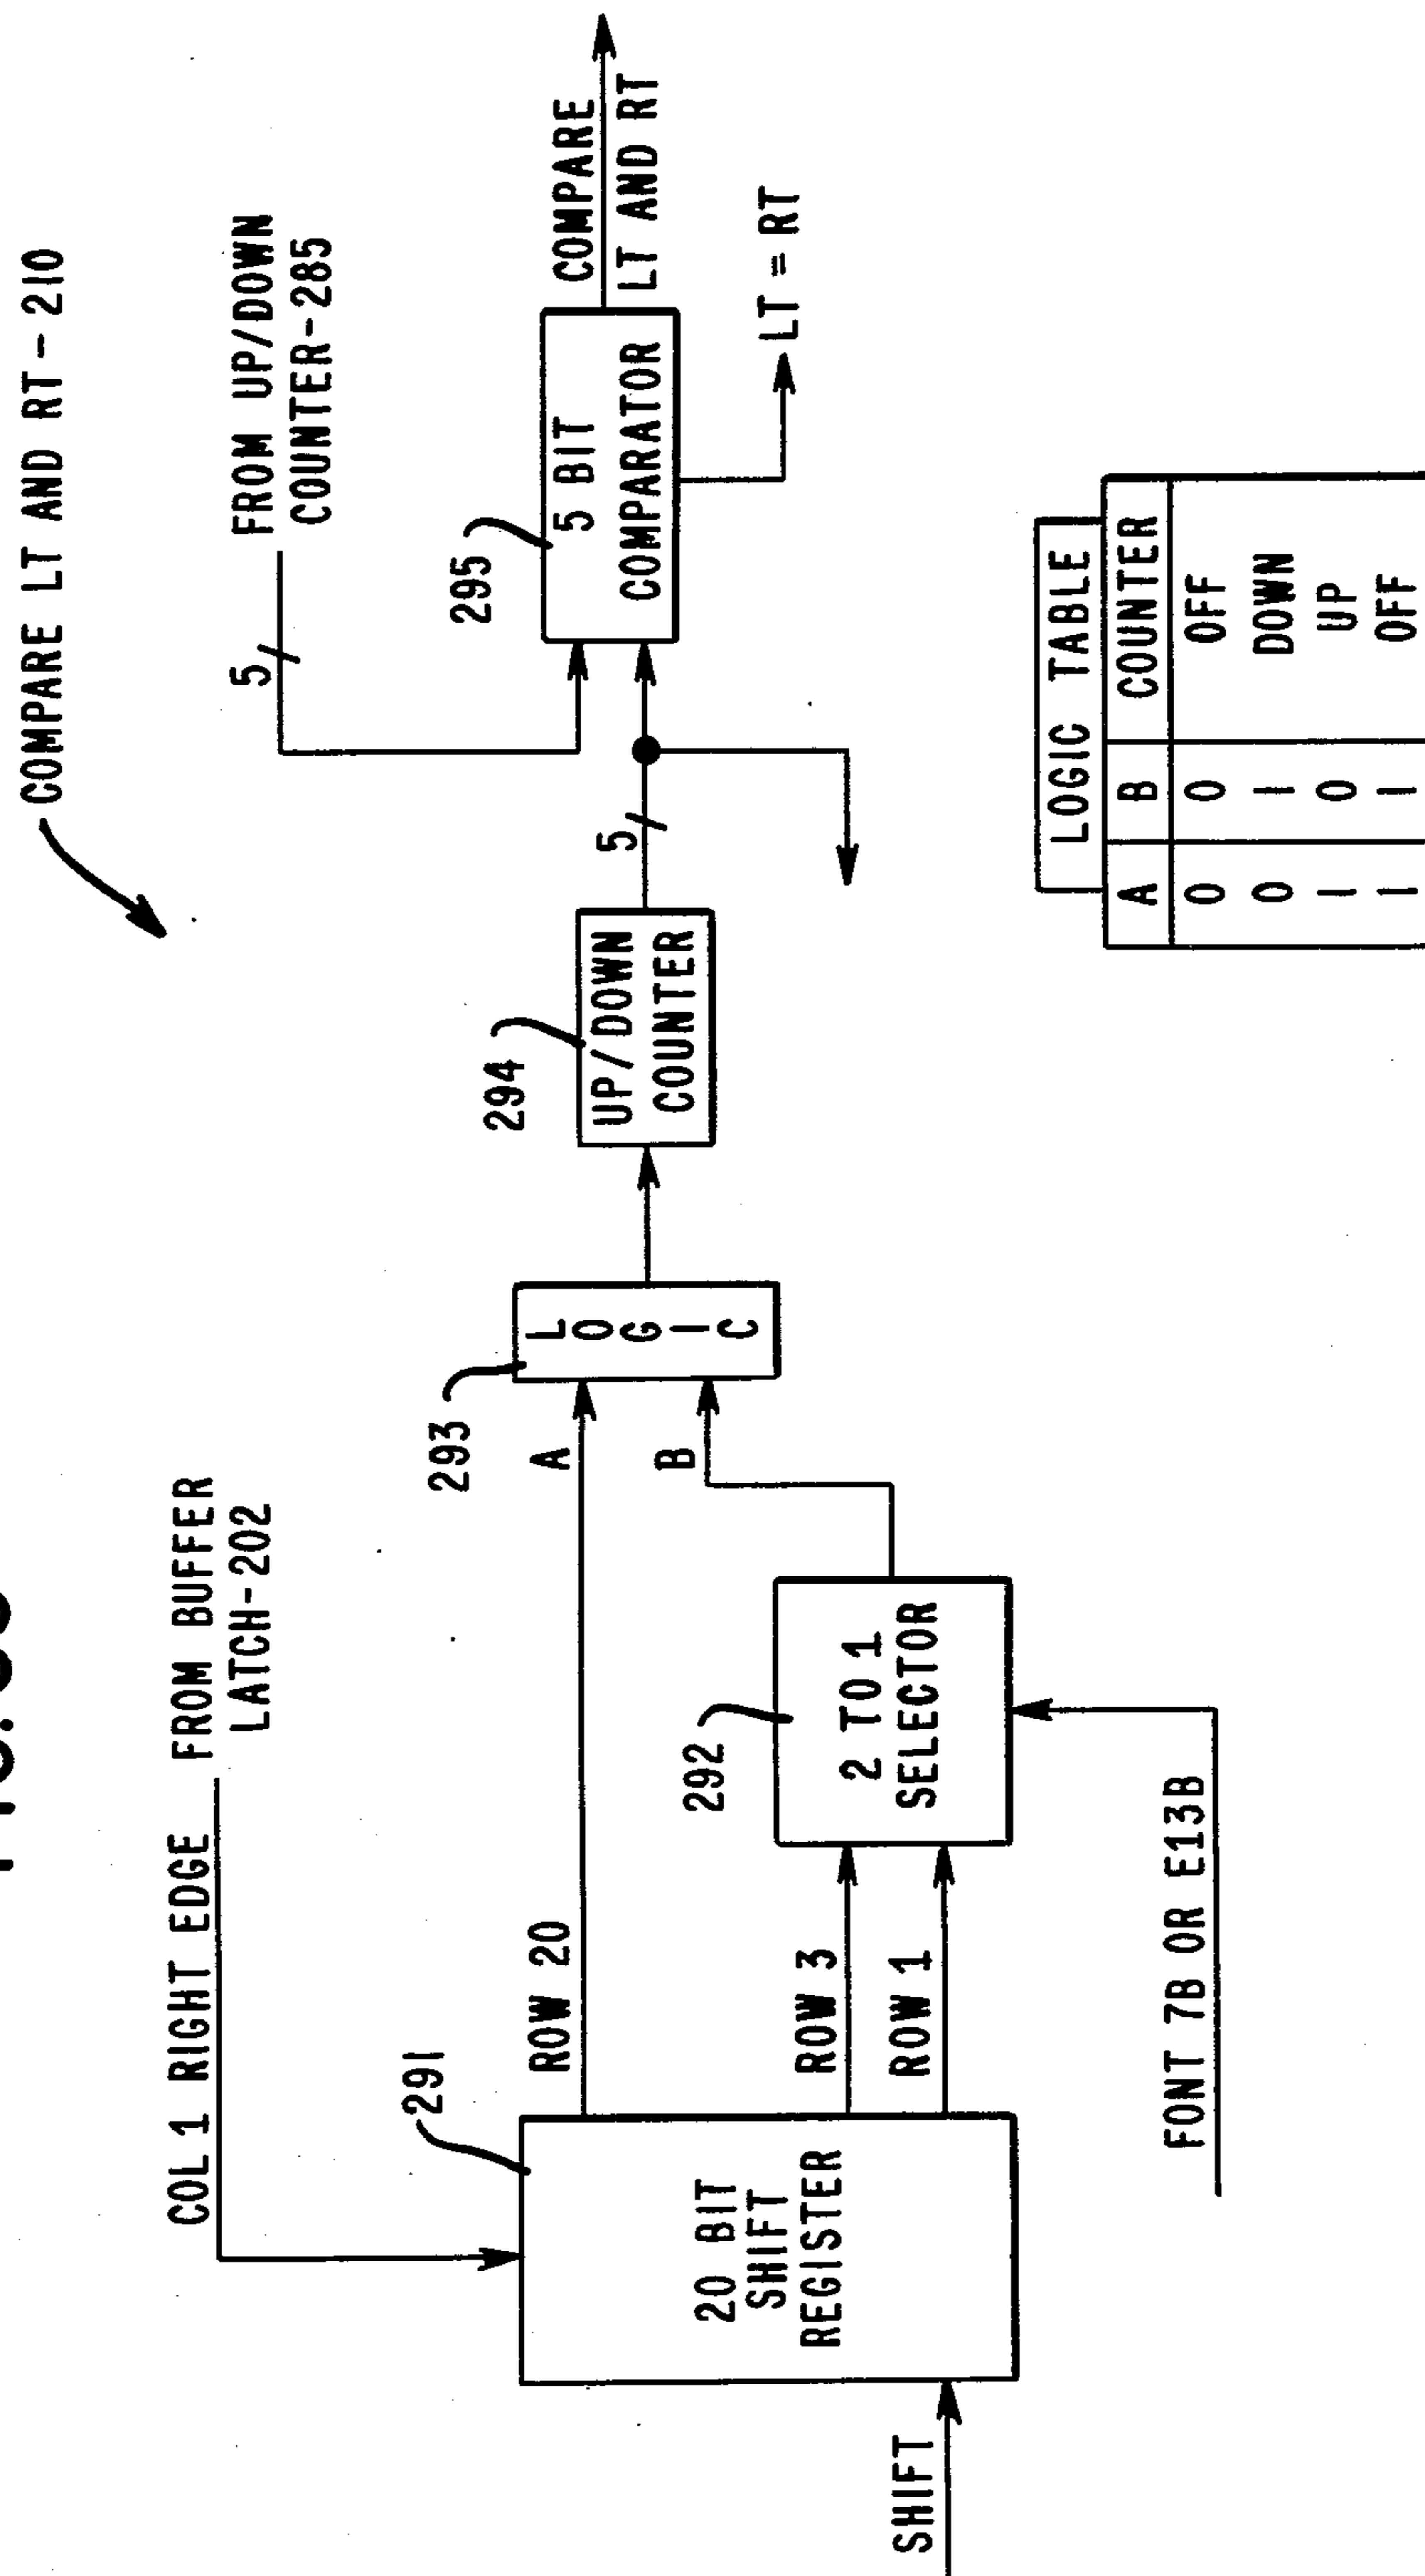 COMPARE LT AND RT-210
COL 1 RIGHT EDGE
FROM BUFFER
LATCH-202
FROM UP/DOWN
COUNTER-285
5
291
20 BIT
SHIFT
REGISTER
SHIFT
ROW 20
ROW 3
ROW 1
292
2 TO 1
SELECTOR
FONT 7B OR E13B
A
B
293
LOGIC
294
UP/DOWN
COUNTER
5
295
5 BIT
COMPARATOR
COMPARE
LT AND RT
LT = RT
LOGIC TABLE
A B COUNTER
0 0 OFF
0 1 DOWN
1 0 UP
1 1 OFF